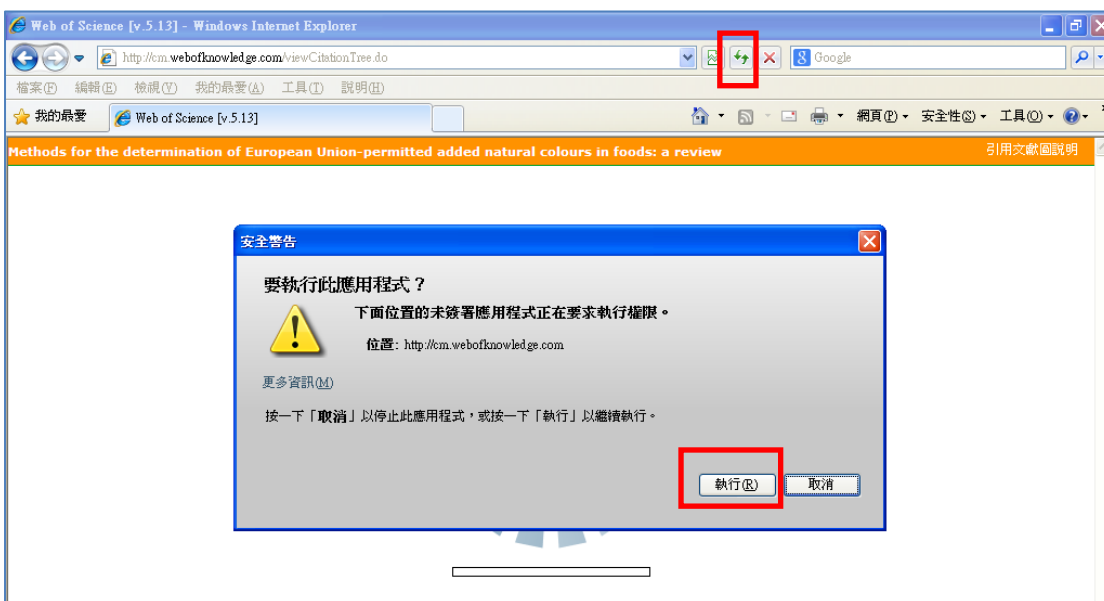 Web of Science [v.5.13] - Windows Internet Explorer
http://cm.webofknowledge.com/viewCitationTree.do
Google
檔案(F) 編輯(E) 檢視(V) 我的最愛(A) 工具(T) 說明(H)
我的最愛 Web of Science [v.5.13] 網頁(P) 安全性(S) 工具(O)
Methods for the determination of European Union-permitted added natural colours in foods: a review 引用文獻圖說明
安全警告
要執行此應用程式？
下面位置的未簽署應用程式正在要求執行權限。
位置: http://cm.webofknowledge.com
更多資訊(M)
按一下「取消」以停止此應用程式，或按一下「執行」以繼續執行。
執行(R) 取消